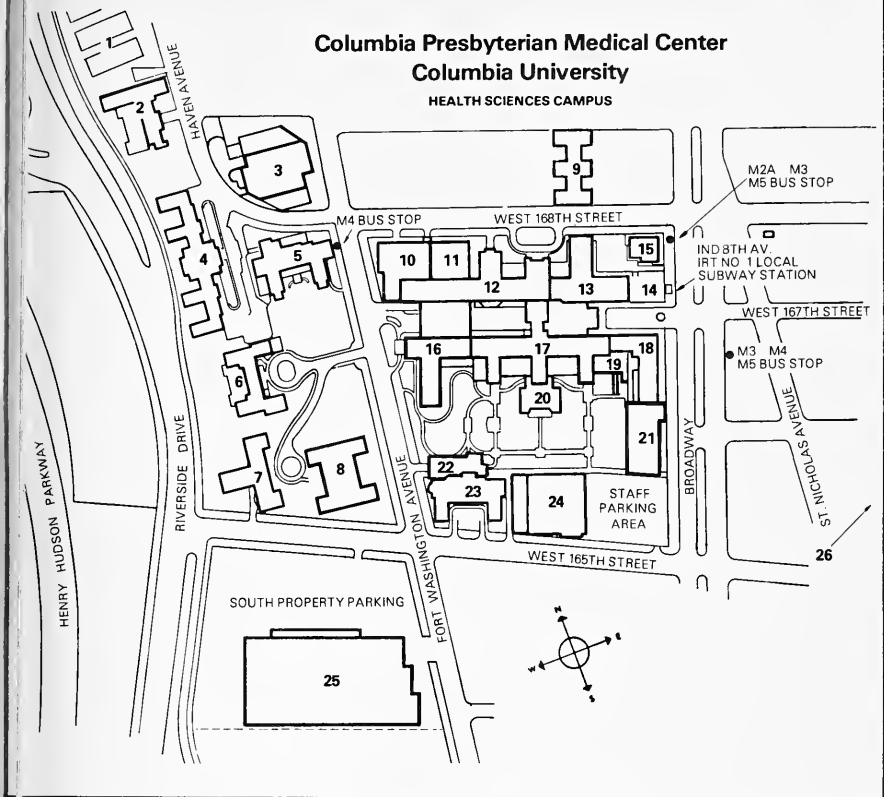 Columbia Presbyterian Medical Center
Columbia University
HEALTH SCIENCES CAMPUS
1
2
HAVEN AVENUE
3
9
M2A M3
M5 BUS STOP
M4 BUS STOP
WEST 168TH STREET
4
5
10
11
15
IND 8TH AV.
IRT NO 1 LOCAL
SUBWAY STATION
12
13
14
WEST 167TH STREET
16
17
18
19
M3 M4
M5 BUS STOP
6
20
21
7
8
22
23
24
STAFF
PARKING
AREA
HENRY HUDSON PARKWAY
RIVERSIDE DRIVE
FORT WASHINGTON AVENUE
BROADWAY
ST. NICHOLAS AVENUE
26
WEST 165TH STREET
SOUTH PROPERTY PARKING
25
N
E
W
S